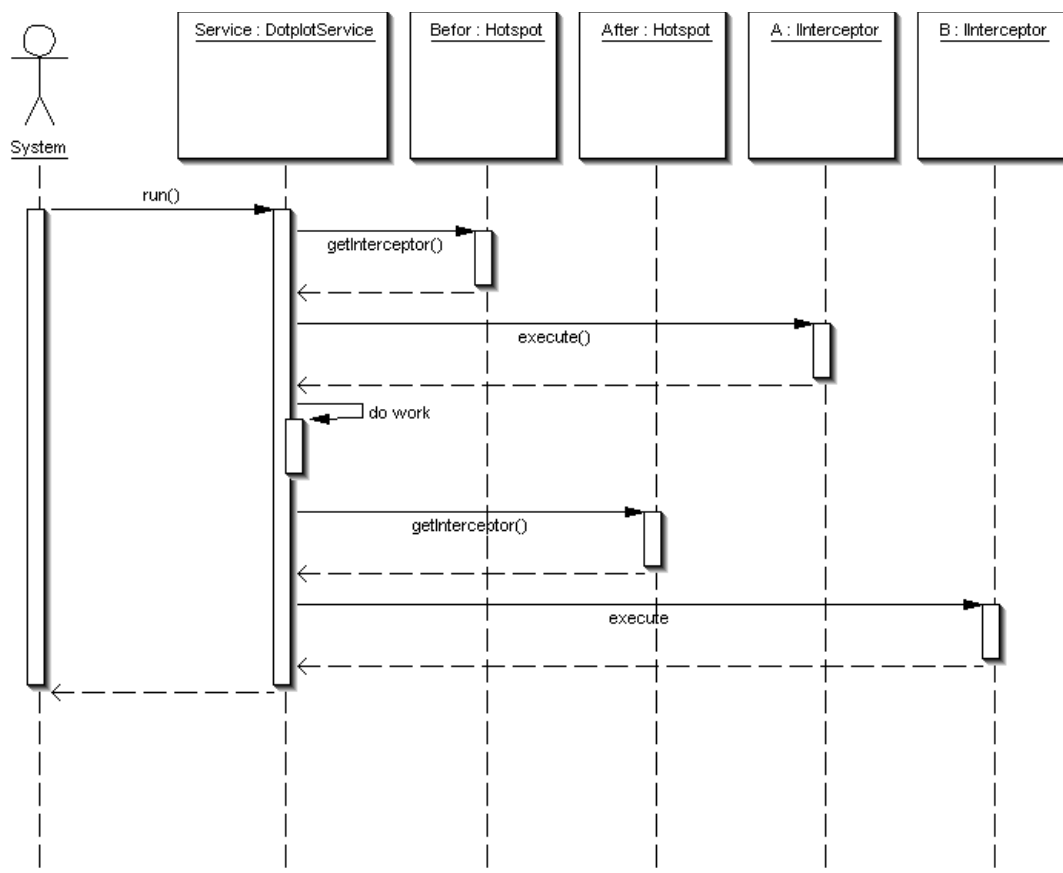 Service : DotplotService
Befor : Hotspot
After : Hotspot
A : IInterceptor
B : IInterceptor
System
run()
getInterceptor()
execute()
do work
getInterceptor()
execute